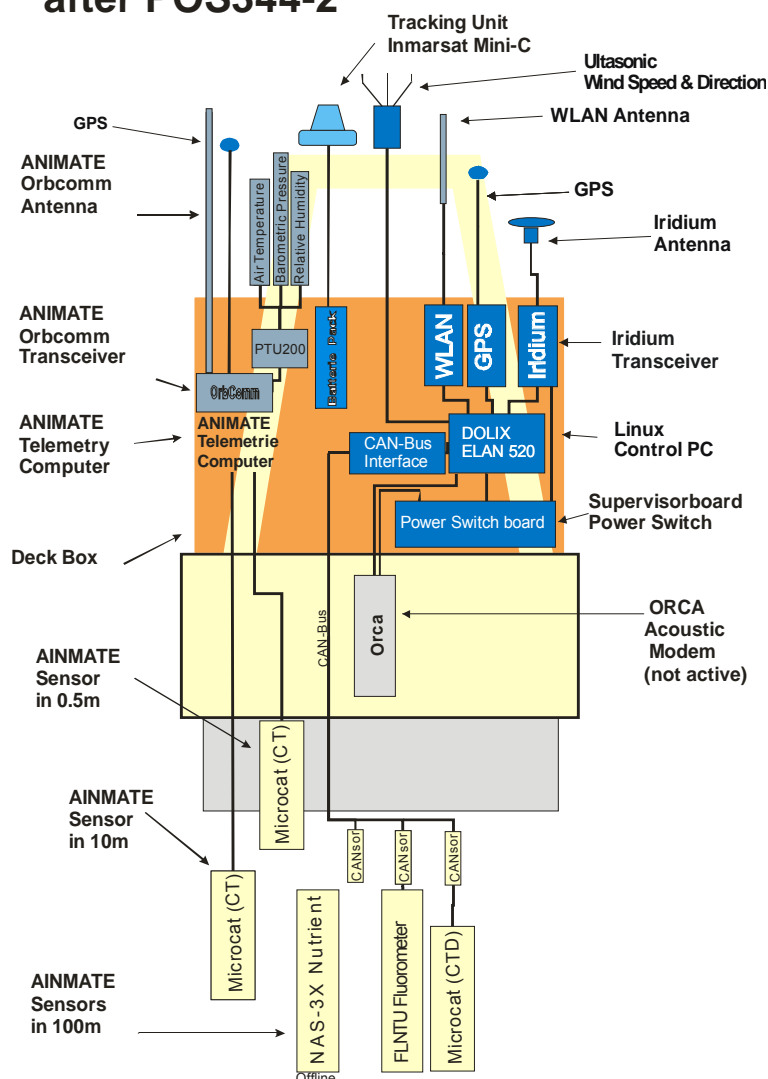 after POS344-2
Tracking Unit
Inmarsat Mini-C
Ultasonic
Wind Speed & Direction
GPS
WLAN Antenna
ANIMATE
Orbcomm
Antenna
GPS
Iridium
Antenna
Air Temperature
Barometric Pressure
Relative Humidity
ANIMATE
Orbcomm
Transceiver
PTU200
Batterie Pack
WLAN
GPS
Iridium
Iridium
Transceiver
OrbComm
ANIMATE
Telemetry
Computer
ANIMATE
Telemetrie
Computer
CAN-Bus
Interface
DOLIX
ELAN 520
Linux
Control PC
Power Switch board
Supervisorboard
Power Switch
Deck Box
CAN-Bus
Orca
ORCA
Acoustic
Modem
(not active)
AINMATE
Sensor
in 0.5m
Microcat (CT)
AINMATE
Sensor
in 10m
CANsor
CANsor
CANsor
Microcat (CT)
NAS-3X Nutrient
FLNTU Fluorometer
Microcat (CTD)
AINMATE
Sensors
in 100m
Offline